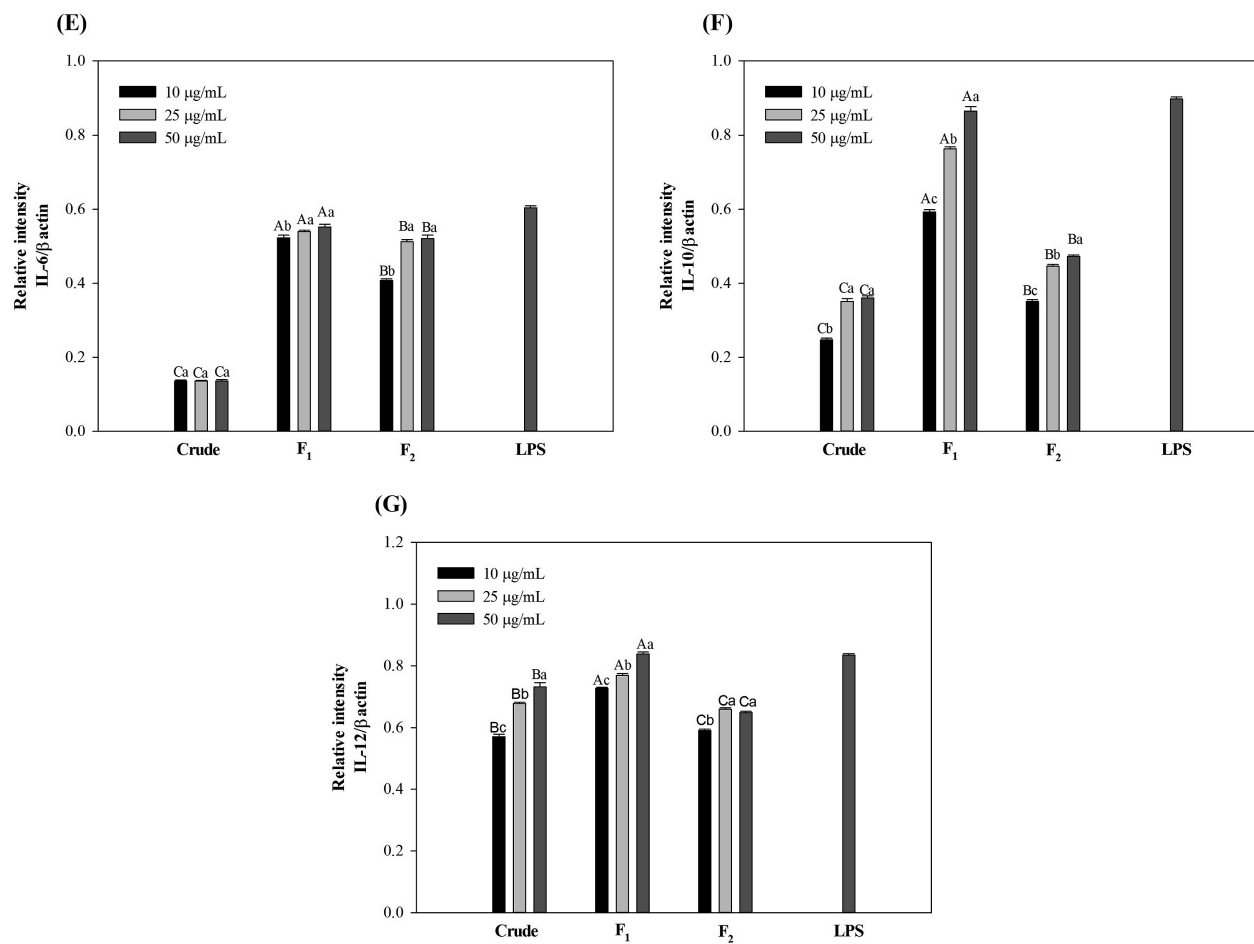 (E)
Relative intensity
IL-6/β actin
1.0
0.8
0.6
0.4
0.2
0.0
10 μg/mL
25 μg/mL
50 μg/mL
Ca Ca Ca
Ab Aa Aa
Bb Ba Ba
Crude F1 F2 LPS
(F)
Relative intensity
IL-10/β actin
1.0
0.8
0.6
0.4
0.2
0.0
10 μg/mL
25 μg/mL
50 μg/mL
Cb Ca Ca
Ac Ab Aa
Bc Bb Ba
Crude F1 F2 LPS
(G)
Relative intensity
IL-12/β actin
1.2
1.0
0.8
0.6
0.4
0.2
0.0
10 μg/mL
25 μg/mL
50 μg/mL
Bc Bb Ba
Ac Ab Aa
Cb Ca Ca
Crude F1 F2 LPS